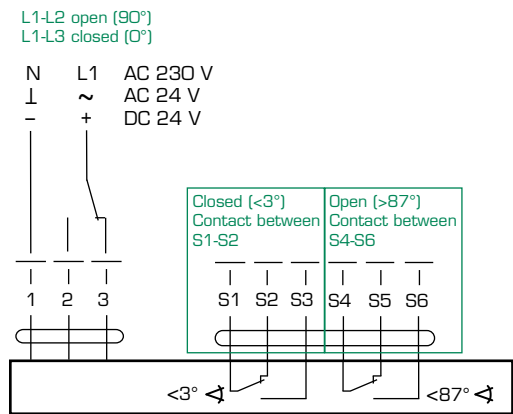 L1-L2 open (90°)
L1-L3 closed (0°)
N L1 AC 230 V
⊥ ~ AC 24 V
– + DC 24 V
Closed (<3°)
Contact between
S1-S2
Open (>87°)
Contact between
S4-S6
1 2 3 S1 S2 S3 S4 S5 S6
<3° <87°